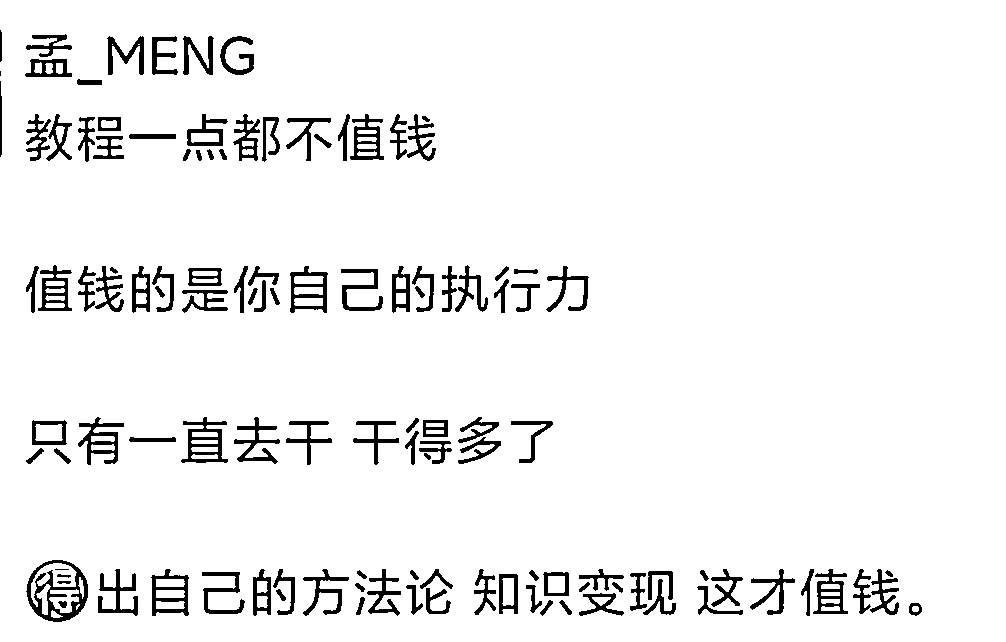 孟_MENG
教程一点都不值钱
值钱的是你自己的执行力
只有一直去干 干得多了
得出自己的方法论 知识变现 这才值钱。